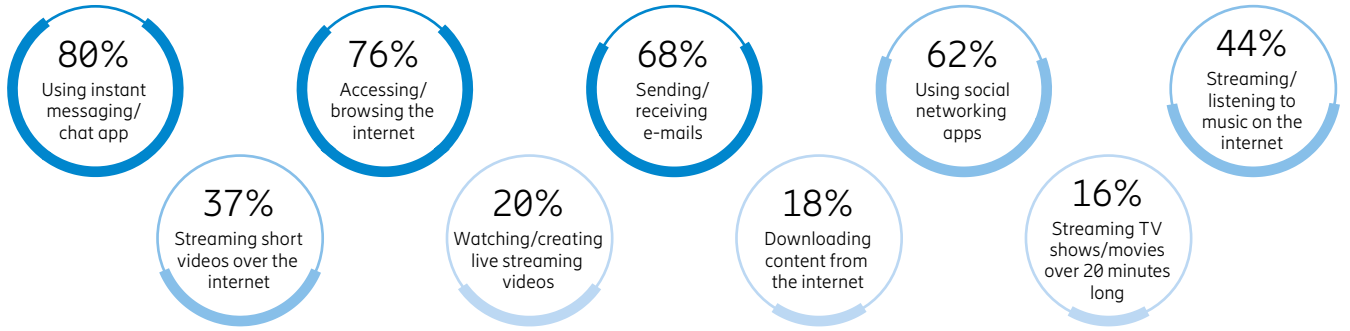 80%
Using instant
messaging/
chat app
76%
Accessing/
browsing the
internet
68%
Sending/
receiving
e-mails
62%
Using social
networking
apps
44%
Streaming/
listening to
music on the
internet
37%
Streaming short
videos over the
internet
20%
Watching/creating
live streaming
videos
18%
Downloading
content from
the internet
16%
Streaming TV
shows/movies
over 20 minutes
long